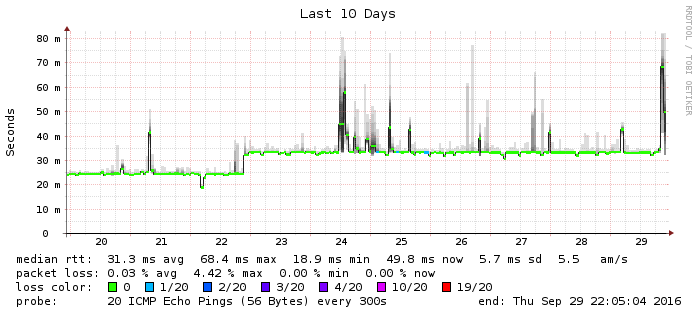 Last 10 Days
RRDTOOL / TOBI OETIKER
Seconds
80 m
70 m
60 m
50 m
40 m
30 m
20 m
10 m
0
20 21 22 23 24 25 26 27 28 29
median rtt: 31.3 ms avg 68.4 ms max 18.9 ms min 49.8 ms now 5.7 ms sd 5.5 am/s
packet loss: 0.03 % avg 4.42 % max 0.00 % min 0.00 % now
loss color: 0 1/20 2/20 3/20 4/20 10/20 19/20
probe: 20 ICMP Echo Pings (56 Bytes) every 300s end: Thu Sep 29 22:05:04 2016